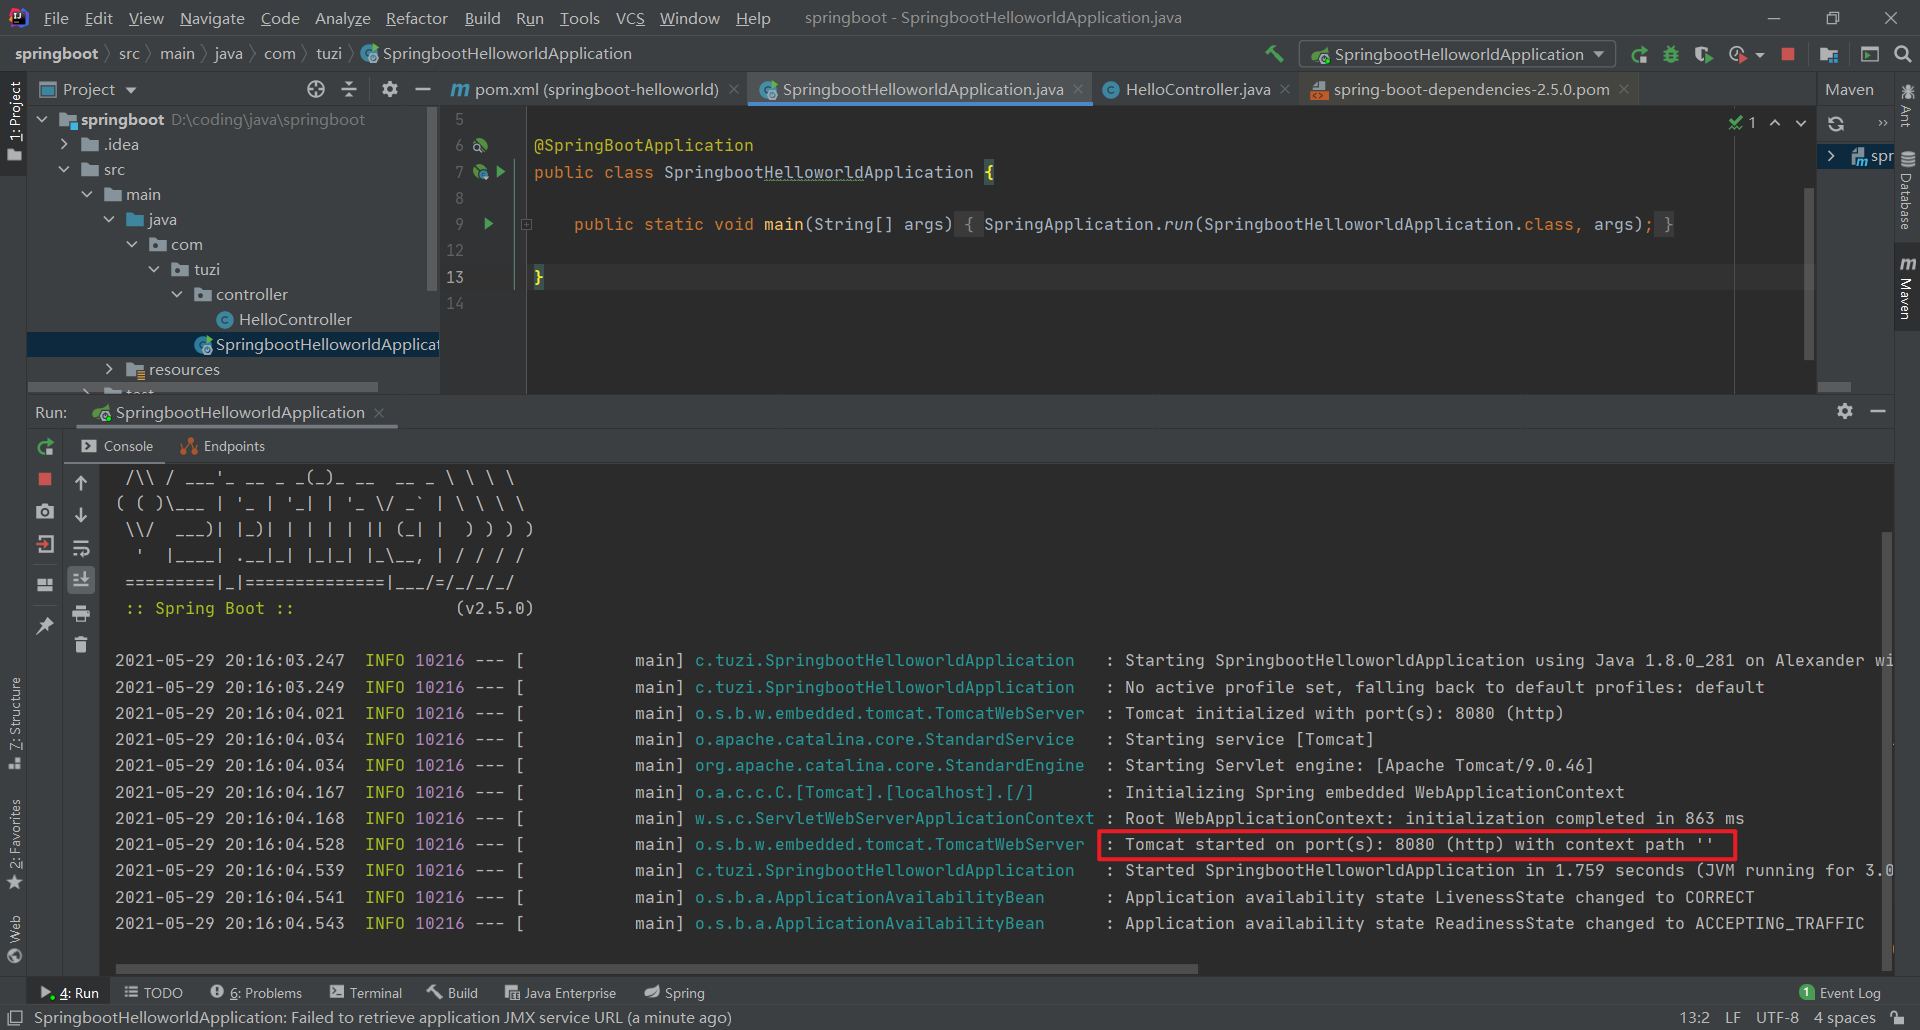 File Edit View Navigate Code Analyze Refactor Build Run Tools VCS Window Help springboot - SpringbootHelloworldApplication.java
springboot src main java com tuzi SpringbootHelloworldApplication SpringbootHelloworldApplication
1: Project
Project
pom.xml (springboot-helloworld) SpringbootHelloworldApplication.java HelloController.java spring-boot-dependencies-2.5.0.pom Maven
springboot D:\coding\java\springboot
.idea
src
main
java
com
tuzi
controller
HelloController
SpringbootHelloworldApplicat
resources
test
5
6 @SpringBootApplication
7 public class SpringbootHelloworldApplication {
8
9 public static void main(String[] args) { SpringApplication.run(SpringbootHelloworldApplication.class, args); }
12
13 }
14
1
spr
Ant
Database
Maven
Run: SpringbootHelloworldApplication
Console Endpoints
 /\\ / ___'_ __ _ _(_)_ __  __ _ \ \ \ \
( ( )\___ | '_ | '_| | '_ \/ _` | \ \ \ \
 \\/  ___)| |_)| | | | | || (_| |  ) ) ) )
  '  |____| .__|_| |_|_| |_\__, | / / / /
 =========|_|==============|___/=/_/_/_/
 :: Spring Boot ::                (v2.5.0)
2021-05-29 20:16:03.247  INFO 10216 --- [           main] c.tuzi.SpringbootHelloworldApplication   : Starting SpringbootHelloworldApplication using Java 1.8.0_281 on Alexander wi
2021-05-29 20:16:03.249  INFO 10216 --- [           main] c.tuzi.SpringbootHelloworldApplication   : No active profile set, falling back to default profiles: default
2021-05-29 20:16:04.021  INFO 10216 --- [           main] o.s.b.w.embedded.tomcat.TomcatWebServer  : Tomcat initialized with port(s): 8080 (http)
2021-05-29 20:16:04.034  INFO 10216 --- [           main] o.apache.catalina.core.StandardService   : Starting service [Tomcat]
2021-05-29 20:16:04.034  INFO 10216 --- [           main] org.apache.catalina.core.StandardEngine  : Starting Servlet engine: [Apache Tomcat/9.0.46]
2021-05-29 20:16:04.167  INFO 10216 --- [           main] o.a.c.c.C.[Tomcat].[localhost].[/]       : Initializing Spring embedded WebApplicationContext
2021-05-29 20:16:04.168  INFO 10216 --- [           main] w.s.c.ServletWebServerApplicationContext : Root WebApplicationContext: initialization completed in 863 ms
2021-05-29 20:16:04.528  INFO 10216 --- [           main] o.s.b.w.embedded.tomcat.TomcatWebServer  : Tomcat started on port(s): 8080 (http) with context path ''
2021-05-29 20:16:04.539  INFO 10216 --- [           main] c.tuzi.SpringbootHelloworldApplication   : Started SpringbootHelloworldApplication in 1.759 seconds (JVM running for 3.0
2021-05-29 20:16:04.541  INFO 10216 --- [           main] o.s.b.a.ApplicationAvailabilityBean      : Application availability state LivenessState changed to CORRECT
2021-05-29 20:16:04.543  INFO 10216 --- [           main] o.s.b.a.ApplicationAvailabilityBean      : Application availability state ReadinessState changed to ACCEPTING_TRAFFIC
7: Structure
2: Favorites
Web
4: Run TODO 6: Problems Terminal Build Java Enterprise Spring 1 Event Log
SpringbootHelloworldApplication: Failed to retrieve application JMX service URL (a minute ago) 13:2 LF UTF-8 4 spaces